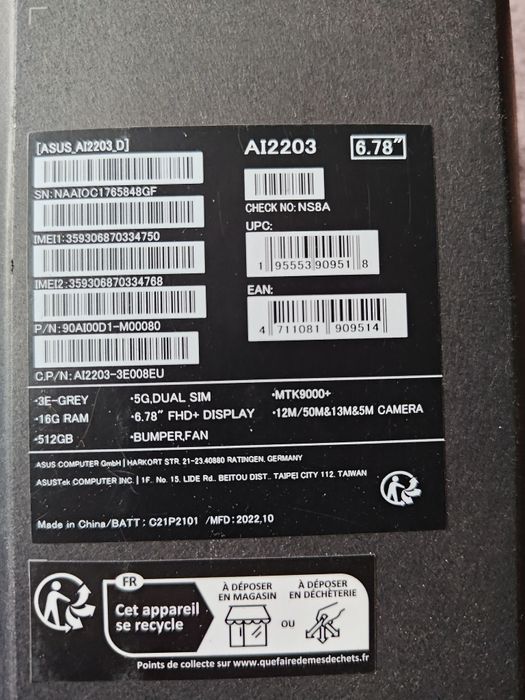 [ASUS_AI2203_D]
SN: NAAIOC1765848GF
IMEI1: 359306870334750
IMEI2: 359306870334768
P/N: 90AI00D1-M00080
C.P/N: AI2203-3E008EU
AI2203 6.78"
CHECK NO: NS8A
UPC:
1 95553 90951 8
EAN:
4 711081 909514
•3E-GREY •5G,DUAL SIM •MTK9000+
•16G RAM •6.78" FHD+ DISPLAY •12M/50M&13M&5M CAMERA
•512GB •BUMPER,FAN
ASUS COMPUTER GmbH | HARKORT STR. 21-23,40880 RATINGEN, GERMANY
ASUSTek COMPUTER INC. | 1F., No. 15, LIDE Rd., BEITOU DIST., TAIPEI CITY 112, TAIWAN
Made in China/BATT : C21P2101 /MFD:2022,10
FR
Cet appareil
se recycle
À DÉPOSER
EN MAGASIN
OU
À DÉPOSER
EN DÉCHÈTERIE
Points de collecte sur www.quefairedemesdechets.fr